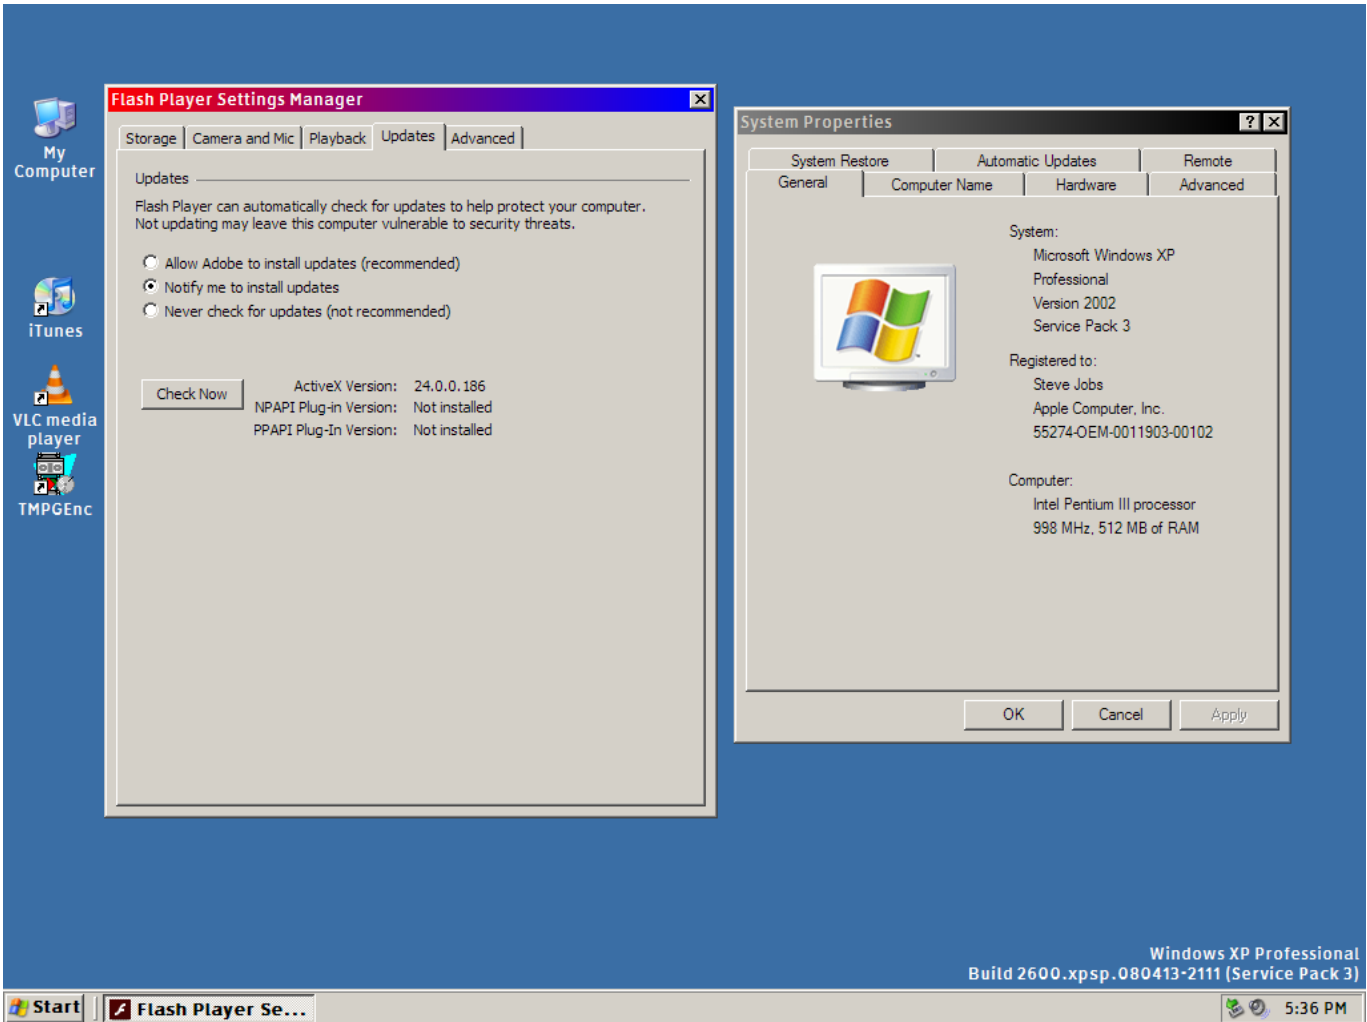 My
Computer
iTunes
VLC media
player
TMPGEnc
Flash Player Settings Manager
Storage
Camera and Mic
Playback
Updates
Advanced
Updates
Flash Player can automatically check for updates to help protect your computer.
Not updating may leave this computer vulnerable to security threats.
Allow Adobe to install updates (recommended)
Notify me to install updates
Never check for updates (not recommended)
Check Now
ActiveX Version: 24.0.0.186
NPAPI Plug-in Version: Not installed
PPAPI Plug-In Version: Not installed
System Properties
System Restore
Automatic Updates
Remote
General
Computer Name
Hardware
Advanced
System:
Microsoft Windows XP
Professional
Version 2002
Service Pack 3
Registered to:
Steve Jobs
Apple Computer, Inc.
55274-OEM-0011903-00102
Computer:
Intel Pentium III processor
998 MHz, 512 MB of RAM
OK
Cancel
Apply
Windows XP Professional
Build 2600.xpsp.080413-2111 (Service Pack 3)
Start
Flash Player Se...
5:36 PM